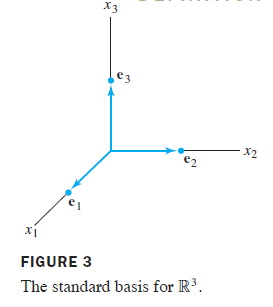 x₃
e₃
x₂
e₂
e₁
x₁
FIGURE 3
The standard basis for ℝ³.